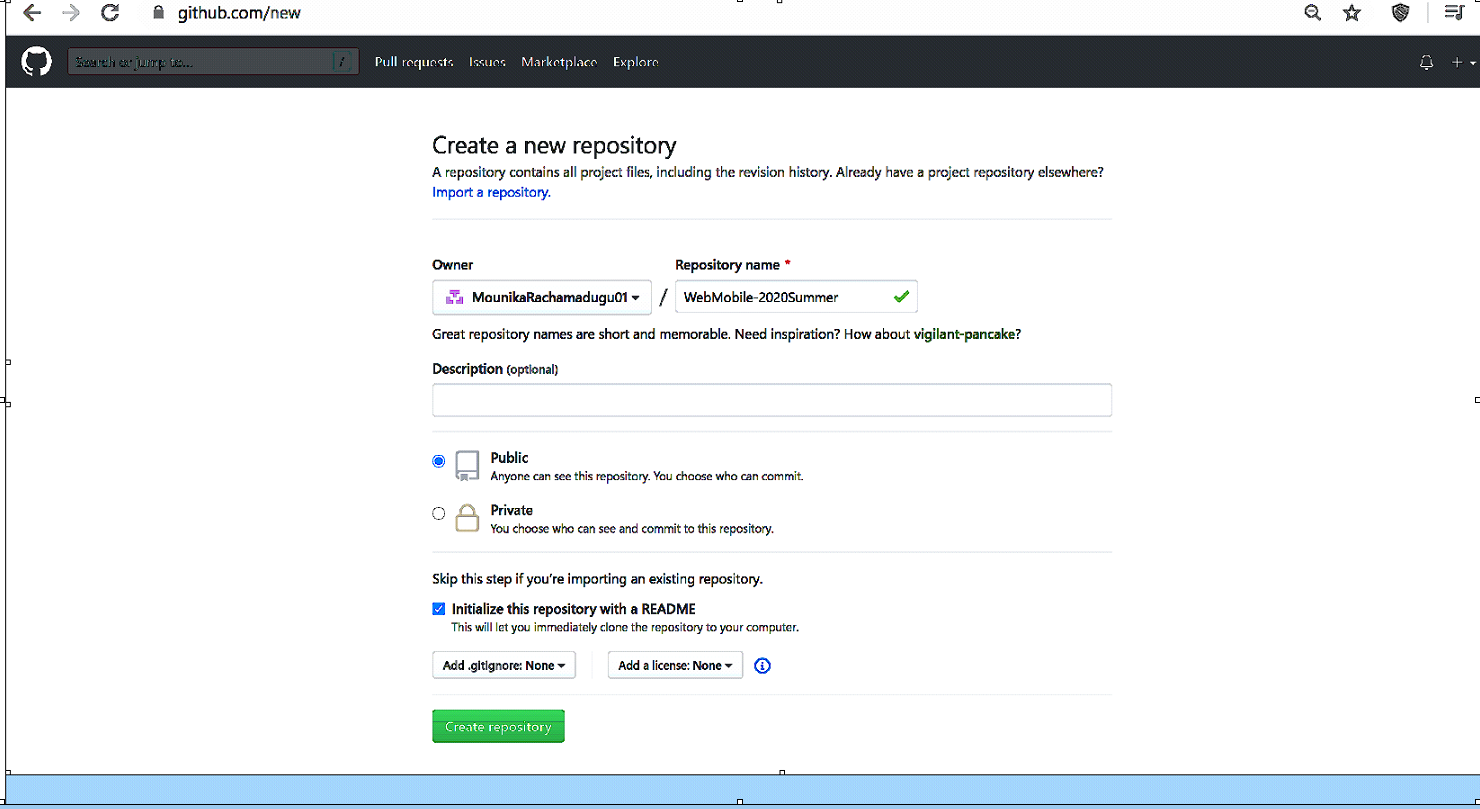 github.com/new
Search or jump to... /
Pull requests Issues Marketplace Explore
Create a new repository
A repository contains all project files, including the revision history. Already have a project repository elsewhere?
Import a repository.
Owner Repository name *
MounikaRachamadugu01 / WebMobile-2020Summer
Great repository names are short and memorable. Need inspiration? How about vigilant-pancake?
Description (optional)
Public
Anyone can see this repository. You choose who can commit.
Private
You choose who can see and commit to this repository.
Skip this step if you’re importing an existing repository.
Initialize this repository with a README
This will let you immediately clone the repository to your computer.
Add .gitignore: None Add a license: None
Create repository